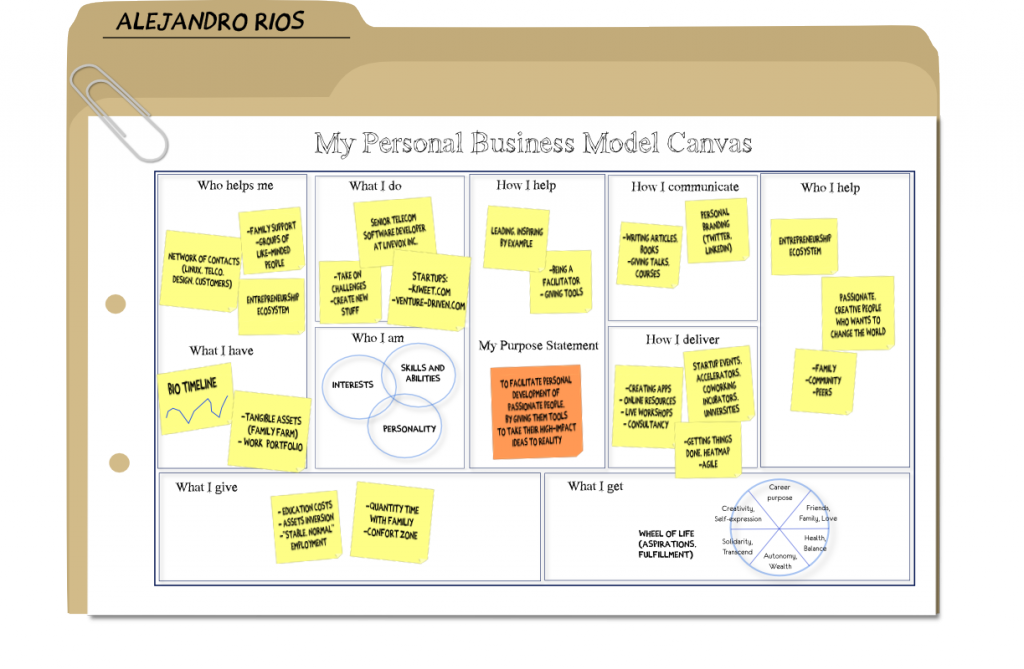 ALEJANDRO RIOS
My Personal Business Model Canvas
Who helps me
-FAMILY SUPPORT
-GROUPS OF
LIKE-MINDED
PEOPLE
NETWORK OF CONTACTS
(LINUX, TELCO,
DESIGN, CUSTOMERS)
ENTREPRENEURSHIP
ECOSYSTEM
What I have
BIO TIMELINE
-TANGIBLE ASSETS
(FAMILY FARM)
- WORK PORTFOLIO
What I do
SENIOR TELECOM
SOFTWARE DEVELOPER
AT LIVEVOX INC.
-TAKE ON
CHALLENGES
-CREATE NEW
STUFF
STARTUPS:
-KIWEET.COM
-VENTURE-DRIVEN.COM
Who I am
INTERESTS
SKILLS AND
ABILITIES
PERSONALITY
How I help
LEADING, INSPIRING
BY EXAMPLE
-BEING A
FACILITATOR
- GIVING TOOLS
My Purpose Statement
TO FACILITATE PERSONAL
DEVELOPMENT OF
PASSIONATE PEOPLE,
BY GIVING THEM TOOLS
TO TAKE THEIR HIGH-IMPACT
IDEAS TO REALITY
How I communicate
PERSONAL
BRANDING
(TWITTER,
LINKEDIN)
-WRITING ARTICLES,
BOOKS
-GIVING TALKS,
COURSES
How I deliver
STARTUP EVENTS,
ACCELERATORS,
COWORKING
INCUBATORS,
UNIVERSITIES
-CREATING APPS
- ONLINE RESOURCES
- LIVE WORKSHOPS
- CONSULTANCY
-GETTING THINGS
DONE, HEATMAP
-AGILE
Who I help
ENTREPRENEURSHIP
ECOSYSTEM
PASSIONATE,
CREATIVE PEOPLE
WHO WANTS TO
CHANGE THE WORLD
-FAMILY
-COMMUNITY
-PEERS
What I give
- EDUCATION COSTS
- ASSETS INVERSION
-"STABLE, NORMAL"
EMPLOYMENT
-QUANTITY TIME
WITH FAMILIY
-CONFORT ZONE
What I get
WHEEL OF LIFE
(ASPIRATIONS,
FULFILLMENT)
Career
purpose
Creativity,
Self-expression
Friends,
Family, Love
Solidarity,
Transcend
Health,
Balance
Autonomy,
Wealth